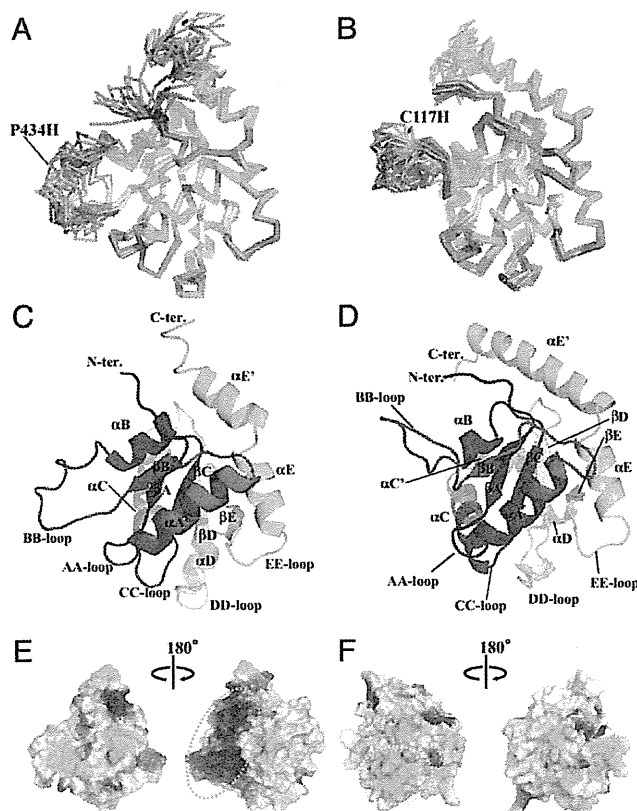 A
B
P434H
C117H
C
D
C-ter.
αE'
N-ter.
αB
BB-loop
βB
βC
βA
αC
αE
αA
βE
βD
αD
AA-loop
CC-loop
EE-loop
DD-loop
αE'
C-ter.
N-ter.
BB-loop
αB
βD
βE
αC'
βB
βC
αE
αC
αD
AA-loop
EE-loop
CC-loop
DD-loop
E
180°
F
180°